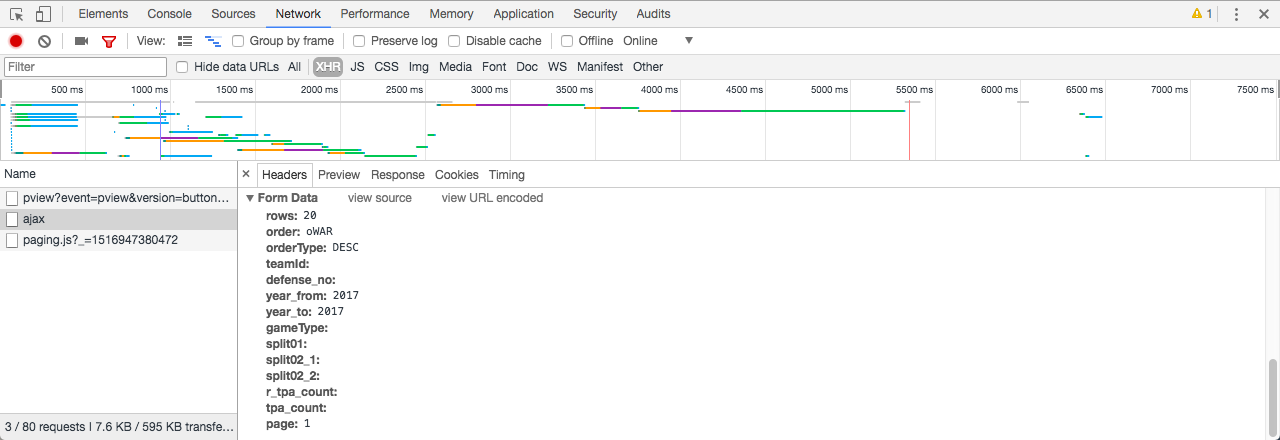 Elements Console Sources Network Performance Memory Application Security Audits 1
View: Group by frame Preserve log Disable cache Offline Online
Filter Hide data URLs All XHR JS CSS Img Media Font Doc WS Manifest Other
500 ms 1000 ms 1500 ms 2000 ms 2500 ms 3000 ms 3500 ms 4000 ms 4500 ms 5000 ms 5500 ms 6000 ms 6500 ms 7000 ms 7500 ms
Name
pview?event=pview&version=button…
ajax
paging.js?_=1516947380472
3 / 80 requests | 7.6 KB / 595 KB transfe…
× Headers Preview Response Cookies Timing
▼ Form Data view source view URL encoded
rows: 20
order: oWAR
orderType: DESC
teamId:
defense_no:
year_from: 2017
year_to: 2017
gameType:
split01:
split02_1:
split02_2:
r_tpa_count:
tpa_count:
page: 1